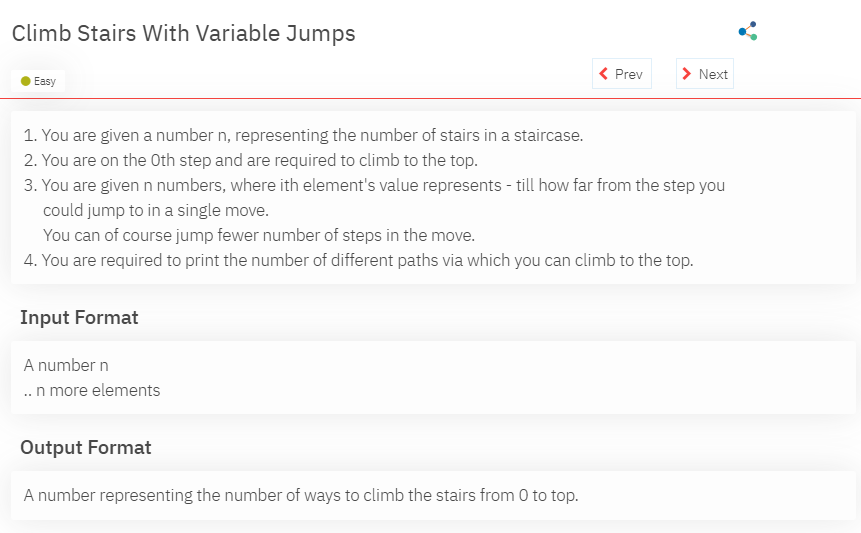 Climb Stairs With Variable Jumps
Easy
Prev
Next
1. You are given a number n, representing the number of stairs in a staircase.
2. You are on the 0th step and are required to climb to the top.
3. You are given n numbers, where ith element's value represents - till how far from the step you
could jump to in a single move.
You can of course jump fewer number of steps in the move.
4. You are required to print the number of different paths via which you can climb to the top.
Input Format
A number n
.. n more elements
Output Format
A number representing the number of ways to climb the stairs from 0 to top.